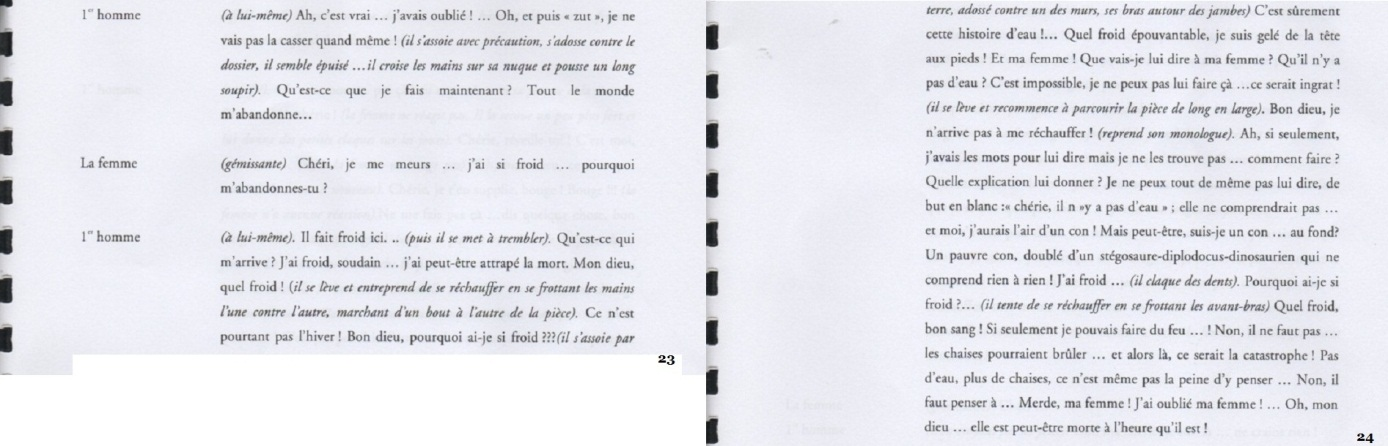 1er homme (à lui-même) Ah, c'est vrai … j'avais oublié ! … Oh, et puis « zut », je ne
vais pas la casser quand même ! (il s'assoie avec précaution, s'adosse contre le
dossier, il semble épuisé …il croise les mains sur sa nuque et pousse un long
soupir). Qu'est-ce que je fais maintenant ? Tout le monde
m'abandonne…
La femme (gémissante) Chéri, je me meurs … j'ai si froid … pourquoi
m'abandonnes-tu ?
1er homme (à lui-même). Il fait froid ici. .. (puis il se met à trembler). Qu'est-ce qui
m'arrive ? J'ai froid, soudain … j'ai peut-être attrapé la mort. Mon dieu,
quel froid ! (il se lève et entreprend de se réchauffer en se frottant les mains
l'une contre l'autre, marchant d'un bout à l'autre de la pièce). Ce n'est
pourtant pas l'hiver ! Bon dieu, pourquoi ai-je si froid ???(il s'assoie par
23
terre, adossé contre un des murs, ses bras autour des jambes) C'est sûrement
cette histoire d'eau !… Quel froid épouvantable, je suis gelé de la tête
aux pieds ! Et ma femme ! Que vais-je lui dire à ma femme ? Qu'il n'y a
pas d'eau ? C'est impossible, je ne peux pas lui faire çà …ce serait ingrat !
(il se lève et recommence à parcourir la pièce de long en large). Bon dieu, je
n'arrive pas à me réchauffer ! (reprend son monologue). Ah, si seulement,
j'avais les mots pour lui dire mais je ne les trouve pas … comment faire ?
Quelle explication lui donner ? Je ne peux tout de même pas lui dire, de
but en blanc :« chérie, il n »y a pas d'eau » ; elle ne comprendrait pas …
et moi, j'aurais l'air d'un con ! Mais peut-être, suis-je un con … au fond?
Un pauvre con, doublé d'un stégosaure-diplodocus-dinosaurien qui ne
comprend rien à rien ! J'ai froid … (il claque des dents). Pourquoi ai-je si
froid ?… (il tente de se réchauffer en se frottant les avant-bras) Quel froid,
bon sang ! Si seulement je pouvais faire du feu … ! Non, il ne faut pas …
les chaises pourraient brûler … et alors là, ce serait la catastrophe ! Pas
d'eau, plus de chaises, ce n'est même pas la peine d'y penser … Non, il
faut penser à … Merde, ma femme ! J'ai oublié ma femme ! … Oh, mon
dieu … elle est peut-être morte à l'heure qu'il est !
24